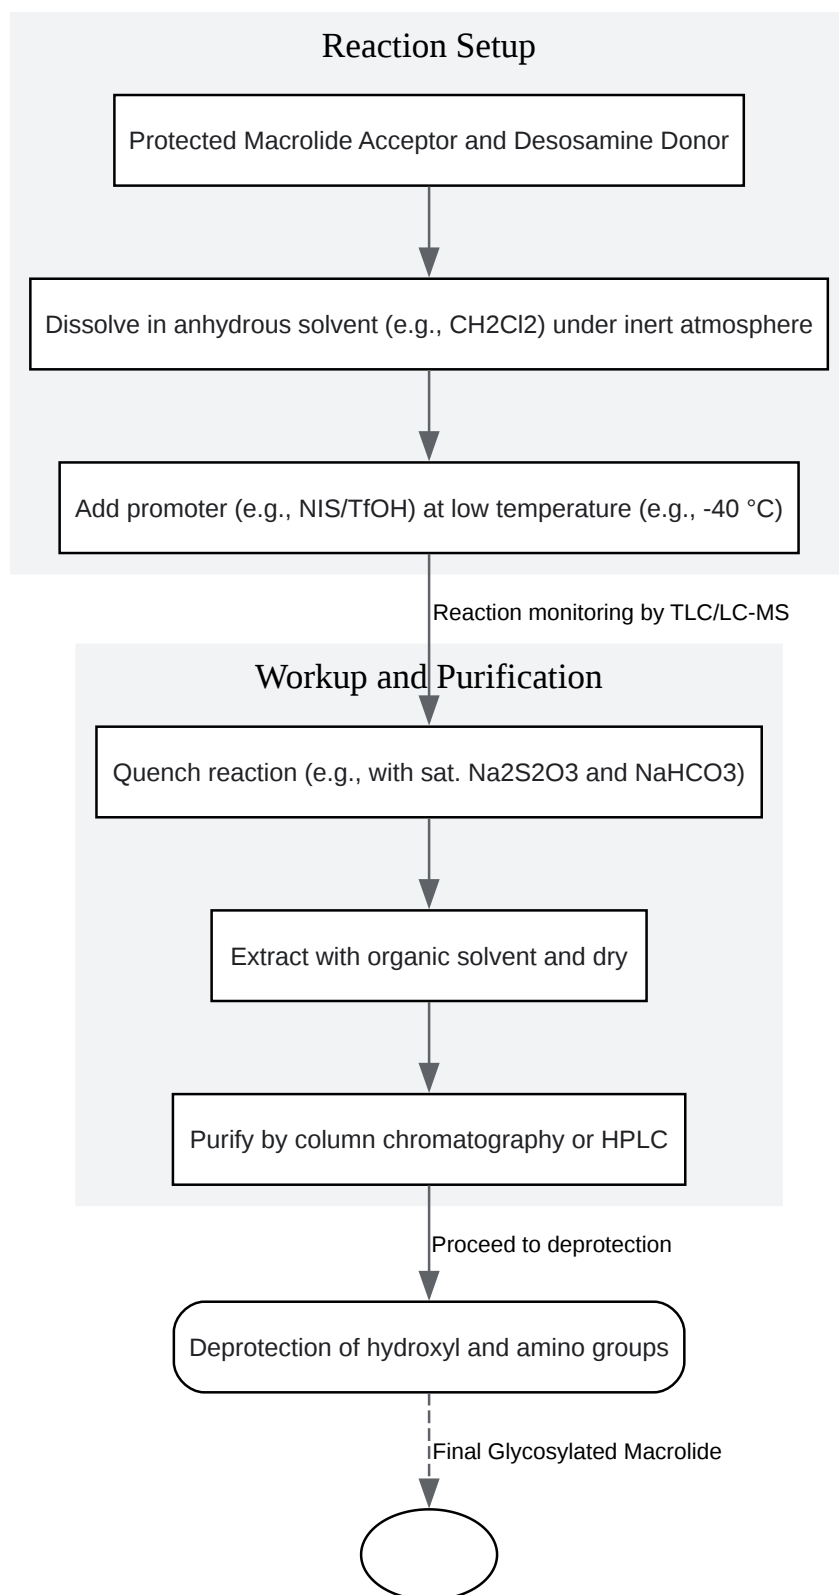 Reaction Setup
Protected Macrolide Acceptor and Desosamine Donor
Dissolve in anhydrous solvent (e.g., CH2Cl2) under inert atmosphere
Add promoter (e.g., NIS/TfOH) at low temperature (e.g., -40 °C)
Reaction monitoring by TLC/LC-MS
Workup and Purification
Quench reaction (e.g., with sat. Na2S2O3 and NaHCO3)
Extract with organic solvent and dry
Purify by column chromatography or HPLC
Proceed to deprotection
Deprotection of hydroxyl and amino groups
Final Glycosylated Macrolide